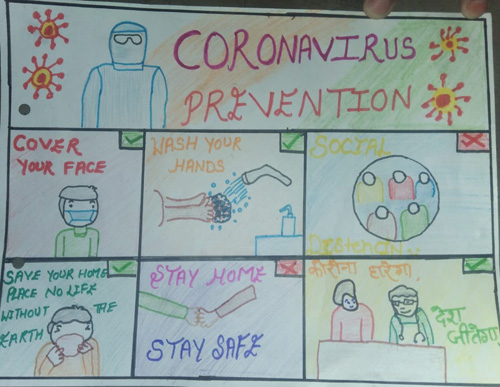 CORONAVIRUS
PREVENTION
COVER
YOUR FACE
WASH YOUR
HANDS
SOCIAL
SAVE YOUR HOME
PLACE NO LIFE
WITHOUT THE
EARTH
STAY HOME
STAY SAFE
कोरोना हारेगा,
देश
जीतेगा